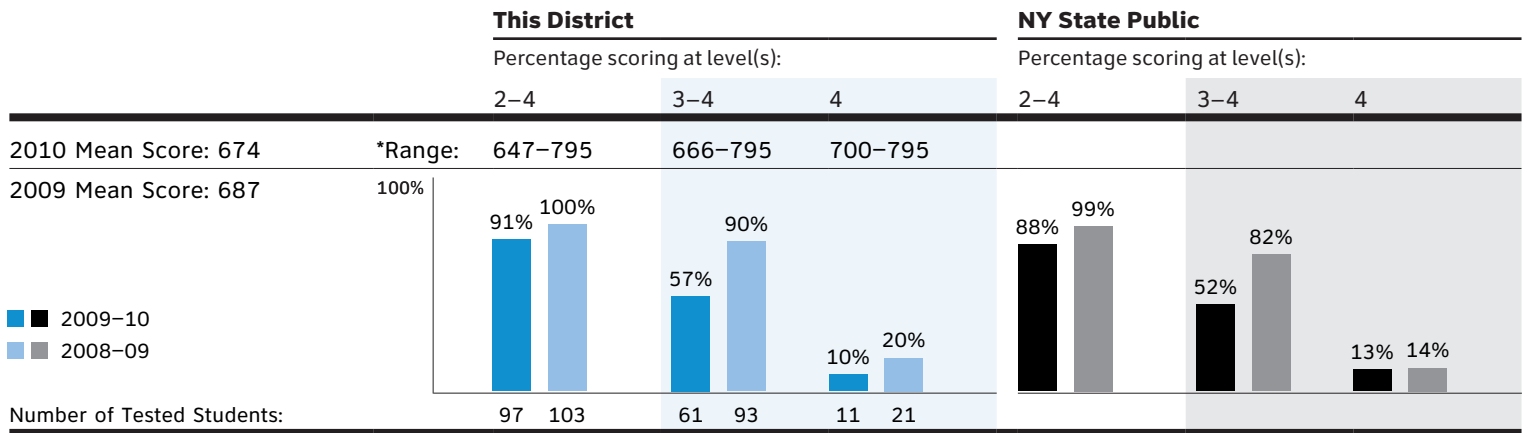 This District NY State Public
Percentage scoring at level(s): Percentage scoring at level(s):
2–4 3–4 4 2–4 3–4 4
2010 Mean Score: 674 *Range: 647–795 666–795 700–795
2009 Mean Score: 687 100%
91% 100% 57% 90% 10% 20% 88% 99% 52% 82% 13% 14%
2009–10
2008–09
Number of Tested Students: 97 103 61 93 11 21